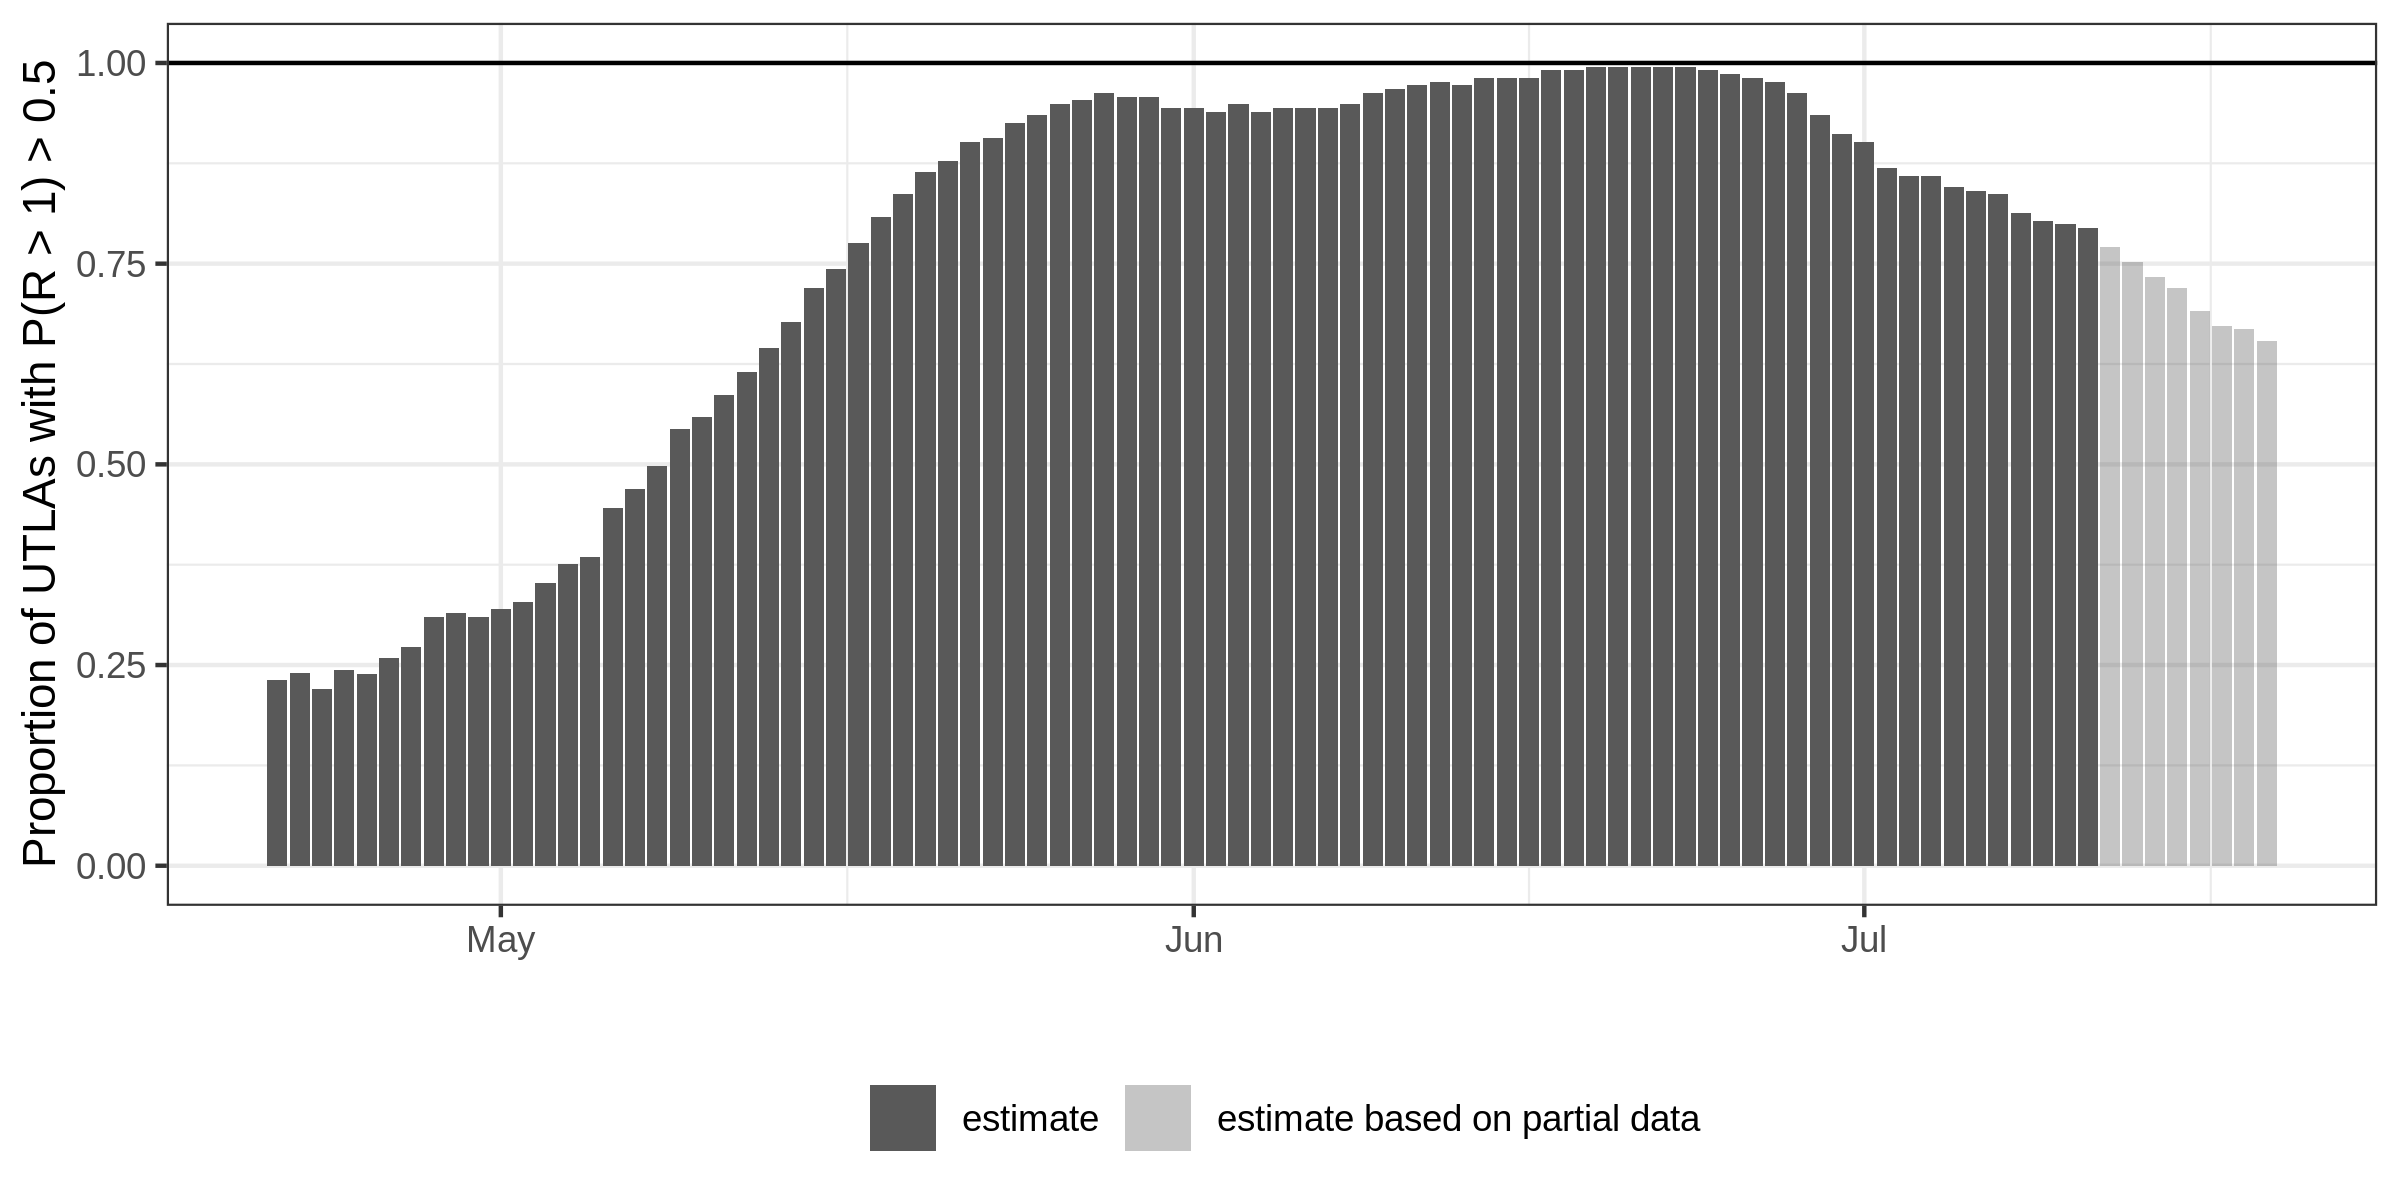 Proportion of UTLAs with P(R > 1) > 0.5
1.00
0.75
0.50
0.25
0.00
May Jun Jul
estimate estimate based on partial data